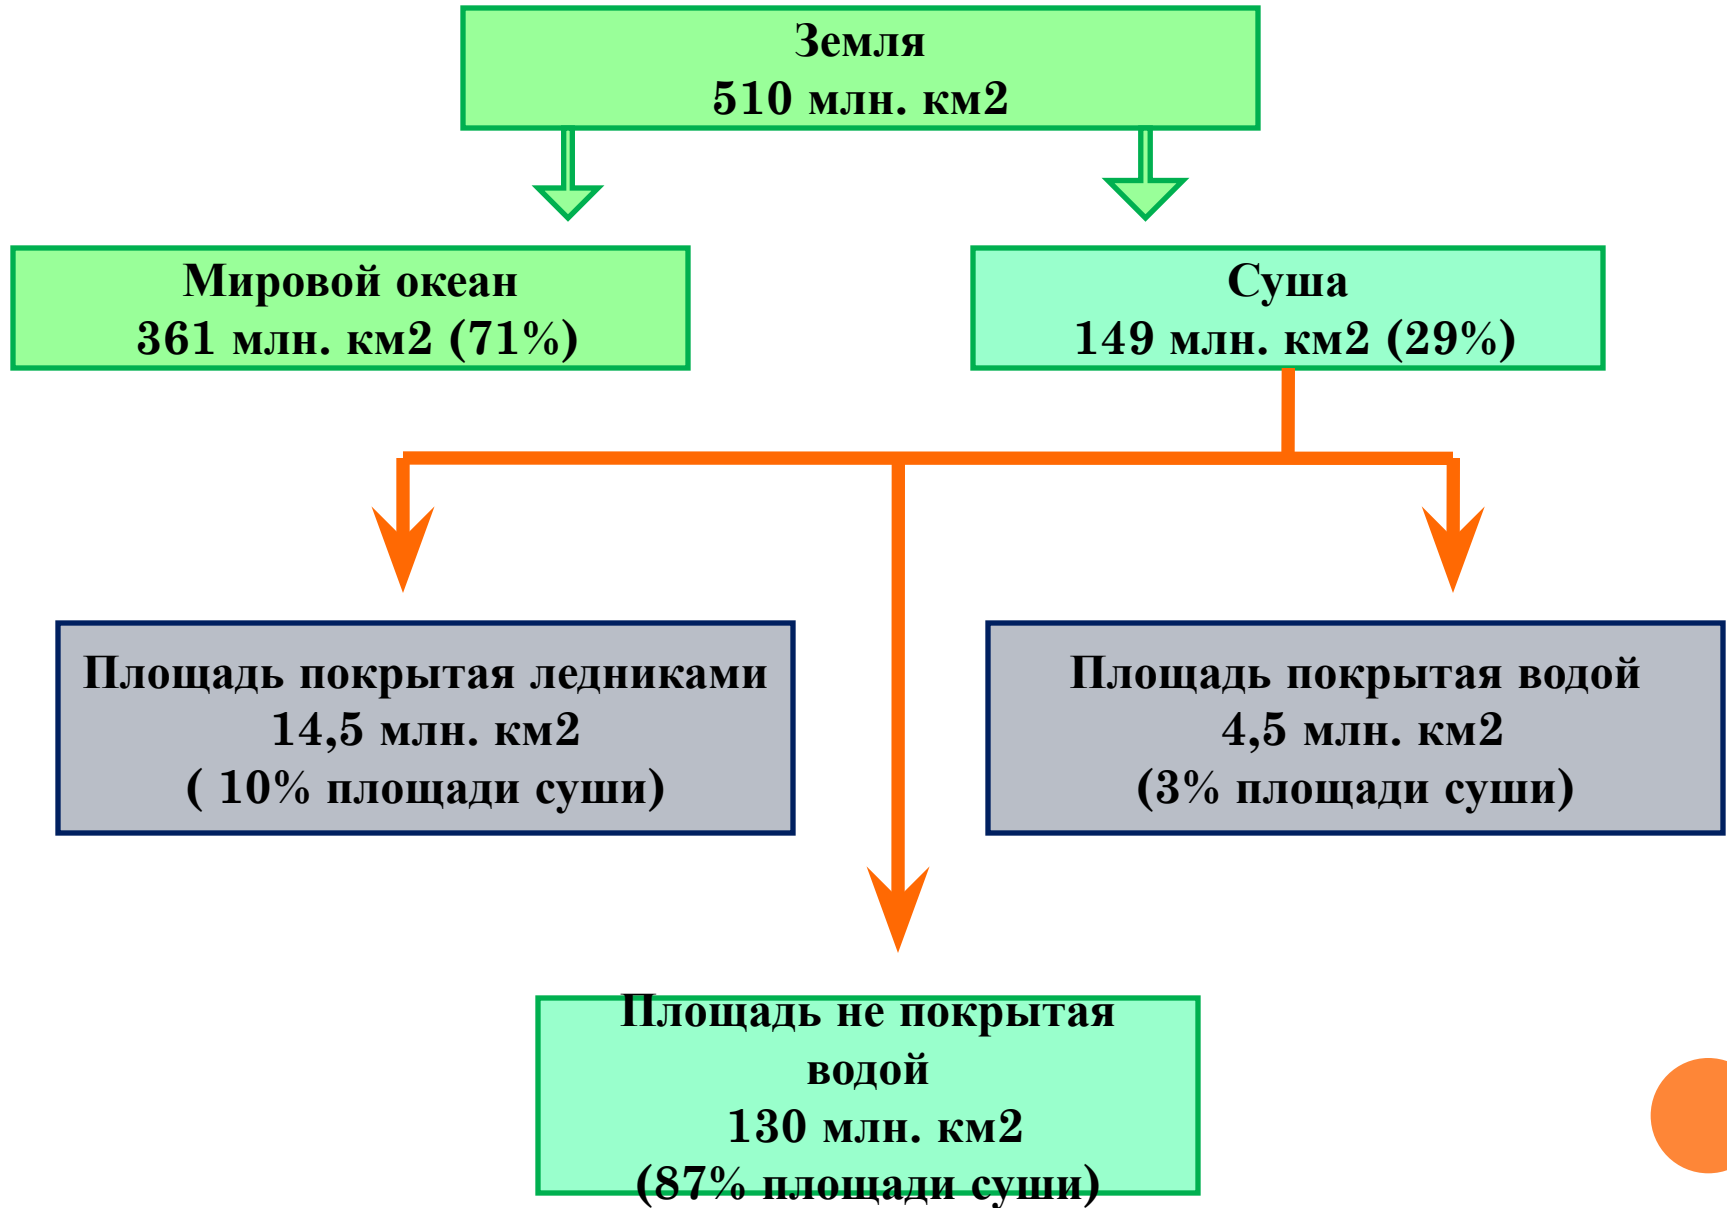 Земля
510 млн. км2
Мировой океан
361 млн. км2 (71%)
Суша
149 млн. км2 (29%)
Площадь покрытая ледниками
14,5 млн. км2
( 10% площади суши)
Площадь покрытая водой
4,5 млн. км2
(3% площади суши)
Площадь не покрытая
водой
130 млн. км2
(87% площади суши)